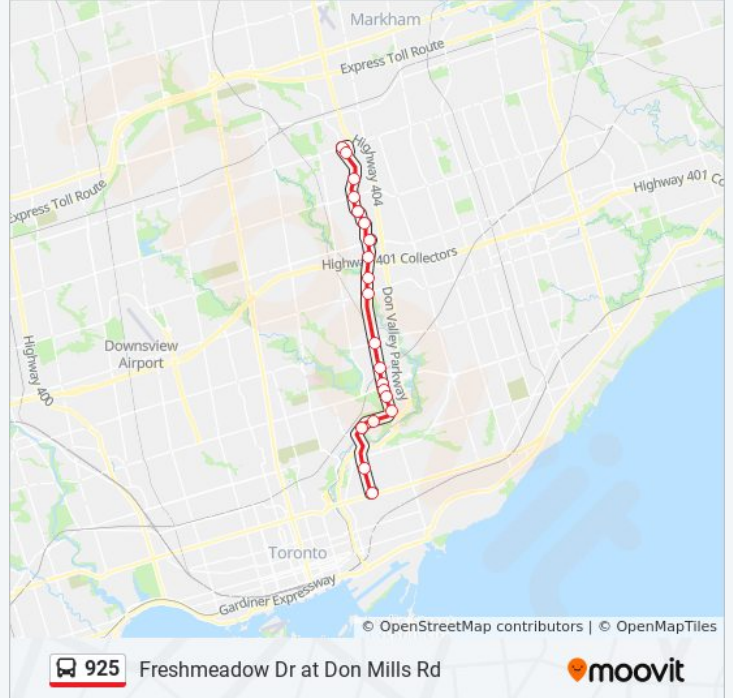 Markham
Express Toll Route
Highway 404
Highway 401 Co
Express Toll Route
Highway 401 Collectors
Don Valley Parkway
Downsview
Airport
Highway 400
Toronto
Gardiner Expressway
© OpenStreetMap contributors | © OpenMapTiles
925 Freshmeadow Dr at Don Mills Rd moovit